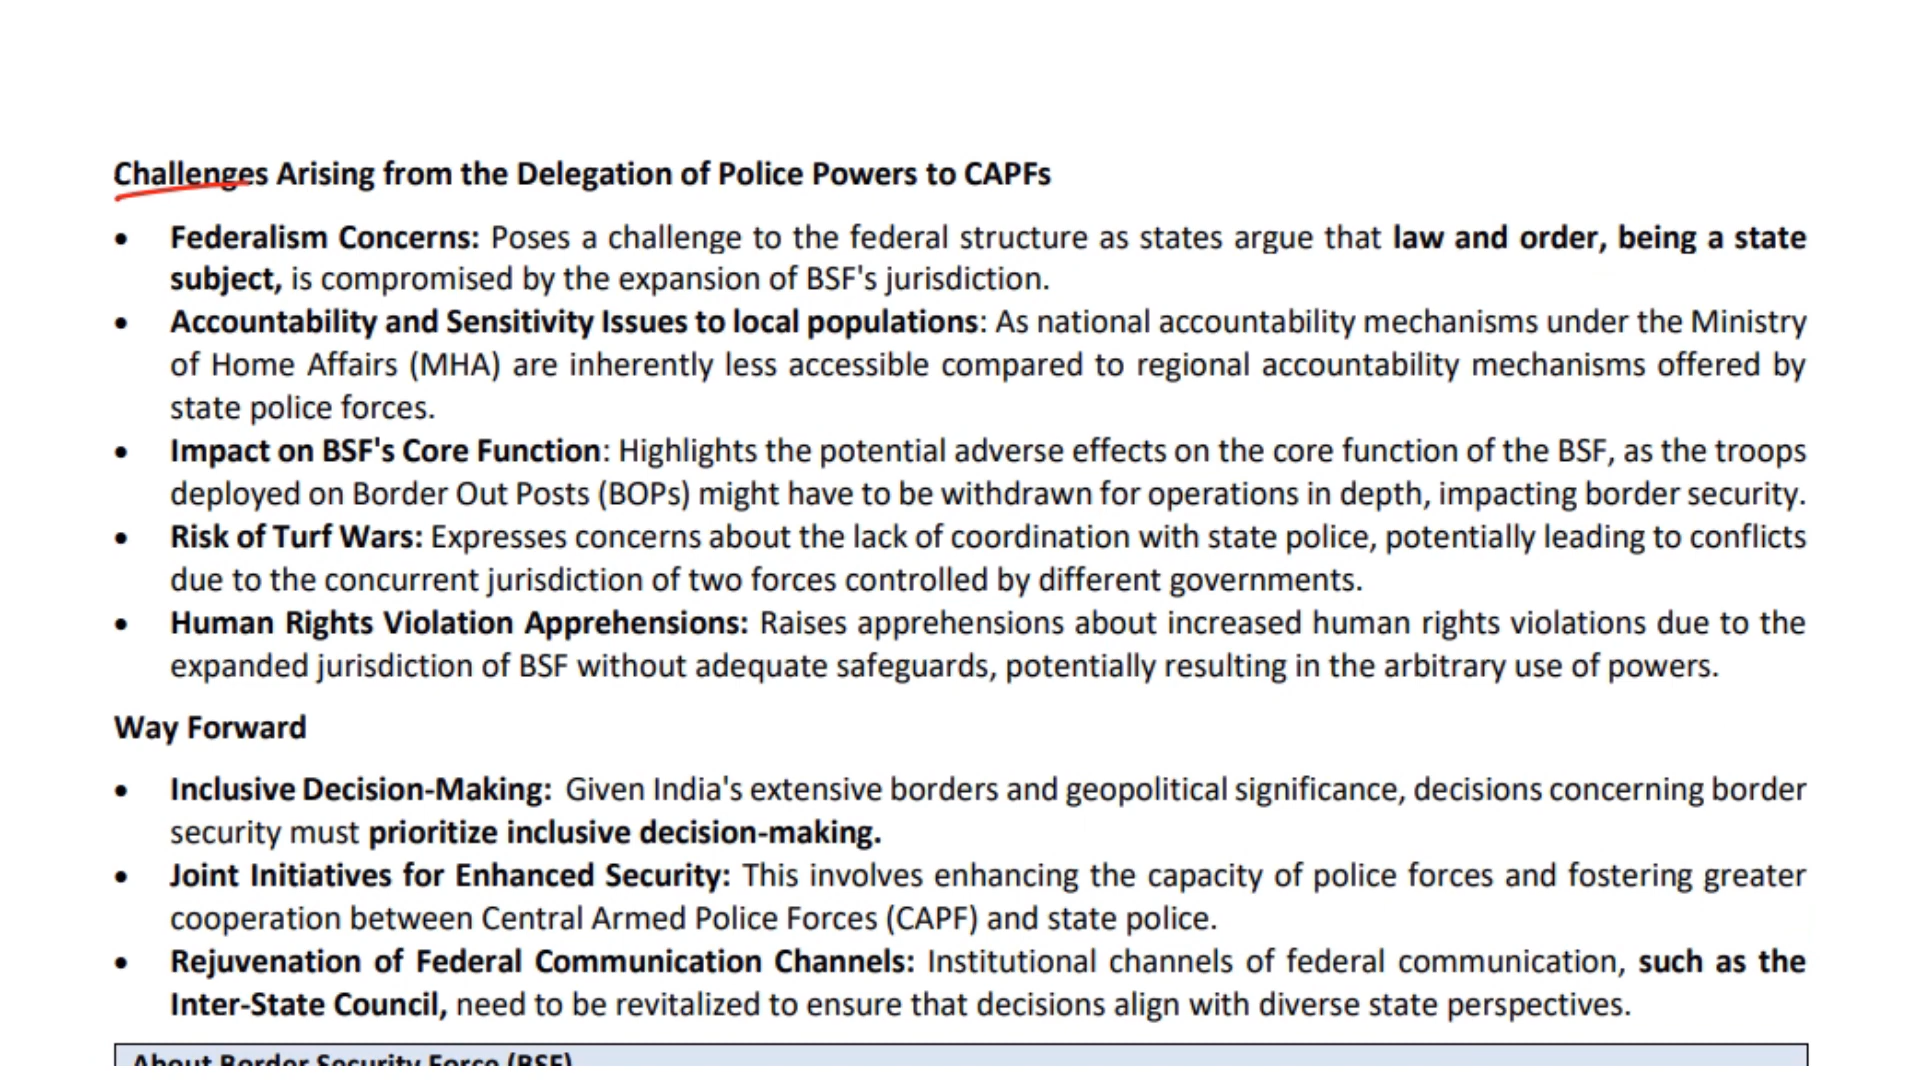 Challenges Arising from the Delegation of Police Powers to CAPFs
• Federalism Concerns: Poses a challenge to the federal structure as states argue that law and order, being a state
subject, is compromised by the expansion of BSF's jurisdiction.
• Accountability and Sensitivity Issues to local populations: As national accountability mechanisms under the Ministry
of Home Affairs (MHA) are inherently less accessible compared to regional accountability mechanisms offered by
state police forces.
• Impact on BSF's Core Function: Highlights the potential adverse effects on the core function of the BSF, as the troops
deployed on Border Out Posts (BOPs) might have to be withdrawn for operations in depth, impacting border security.
• Risk of Turf Wars: Expresses concerns about the lack of coordination with state police, potentially leading to conflicts
due to the concurrent jurisdiction of two forces controlled by different governments.
• Human Rights Violation Apprehensions: Raises apprehensions about increased human rights violations due to the
expanded jurisdiction of BSF without adequate safeguards, potentially resulting in the arbitrary use of powers.
Way Forward
• Inclusive Decision-Making: Given India's extensive borders and geopolitical significance, decisions concerning border
security must prioritize inclusive decision-making.
• Joint Initiatives for Enhanced Security: This involves enhancing the capacity of police forces and fostering greater
cooperation between Central Armed Police Forces (CAPF) and state police.
• Rejuvenation of Federal Communication Channels: Institutional channels of federal communication, such as the
Inter-State Council, need to be revitalized to ensure that decisions align with diverse state perspectives.
About Border Security Force (BSF)